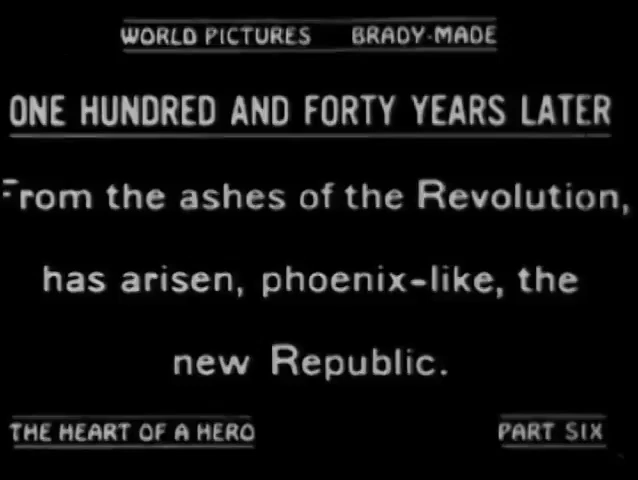 WORLD PICTURES BRADY-MADE
ONE HUNDRED AND FORTY YEARS LATER
From the ashes of the Revolution,
has arisen, phoenix-like, the
new Republic.
THE HEART OF A HERO PART SIX